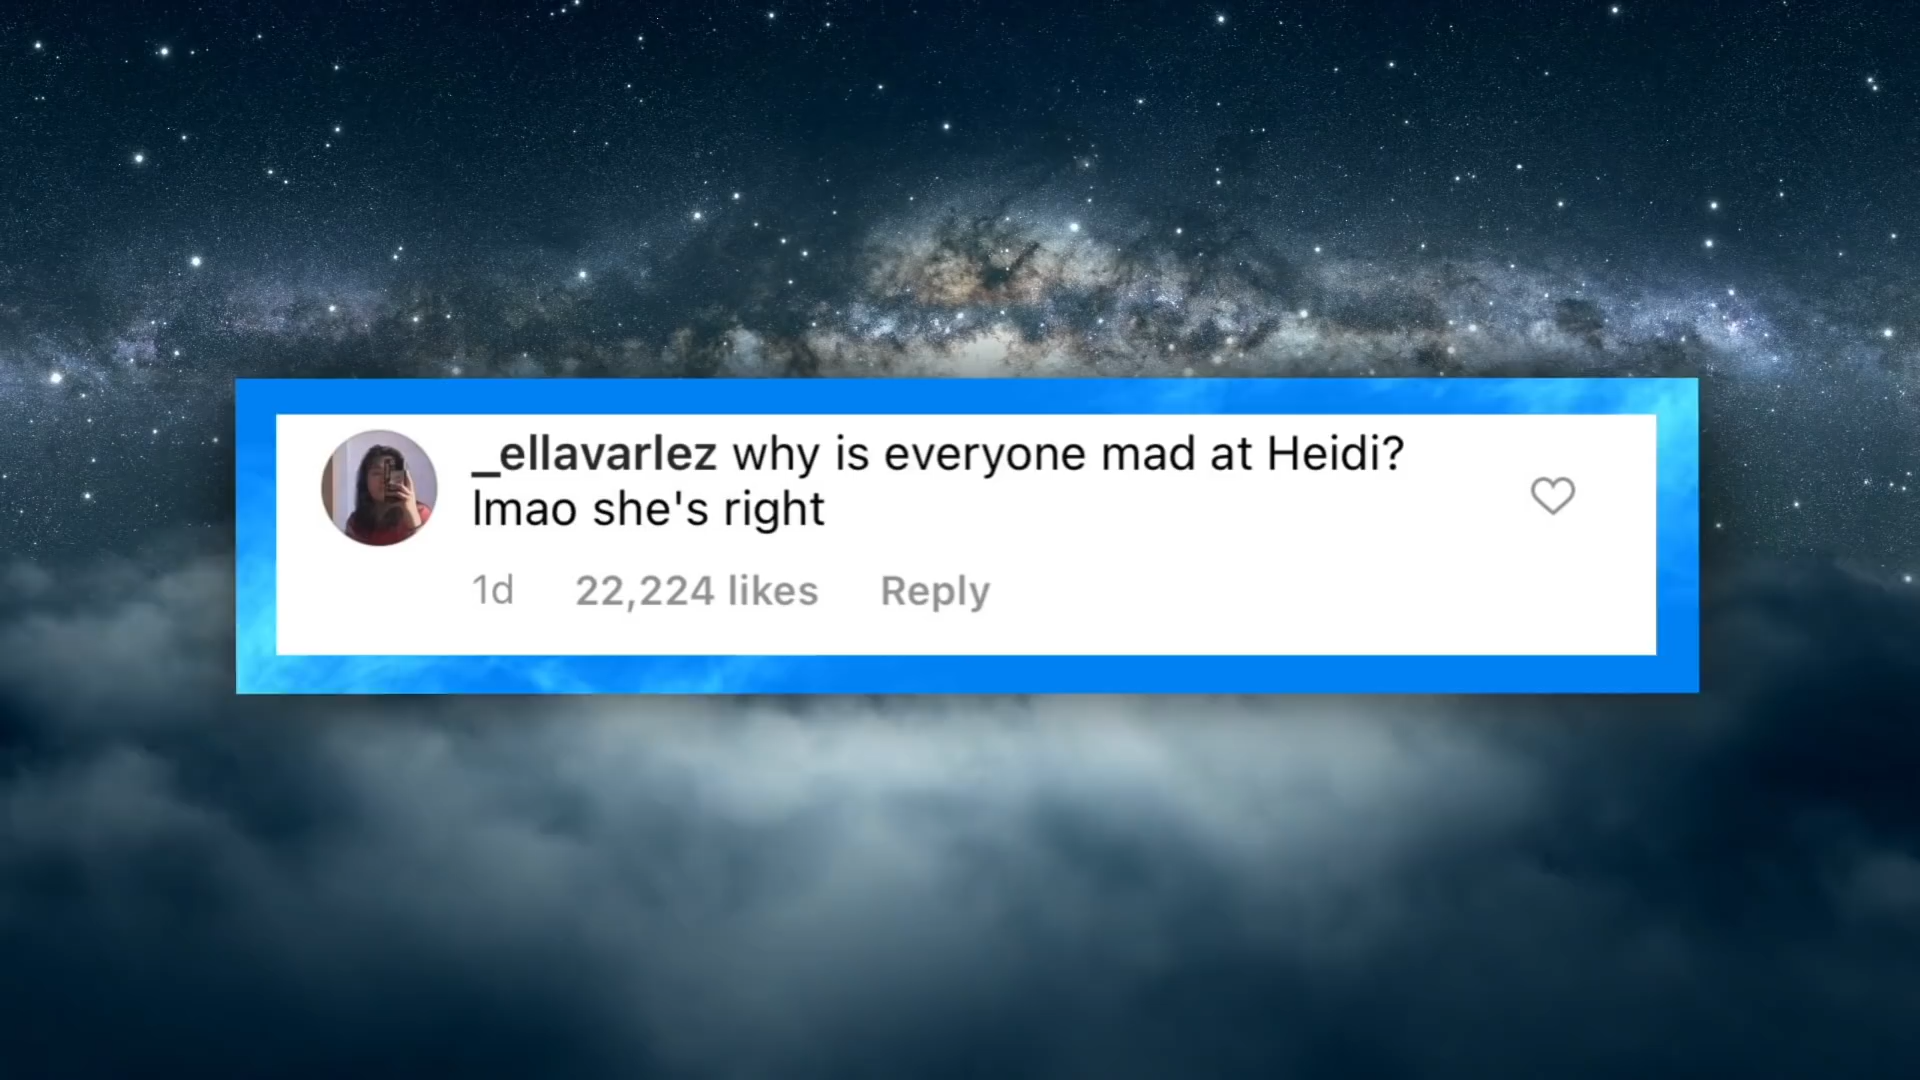 _ellavarlez why is everyone mad at Heidi?
lmao she's right
1d 22,224 likes Reply